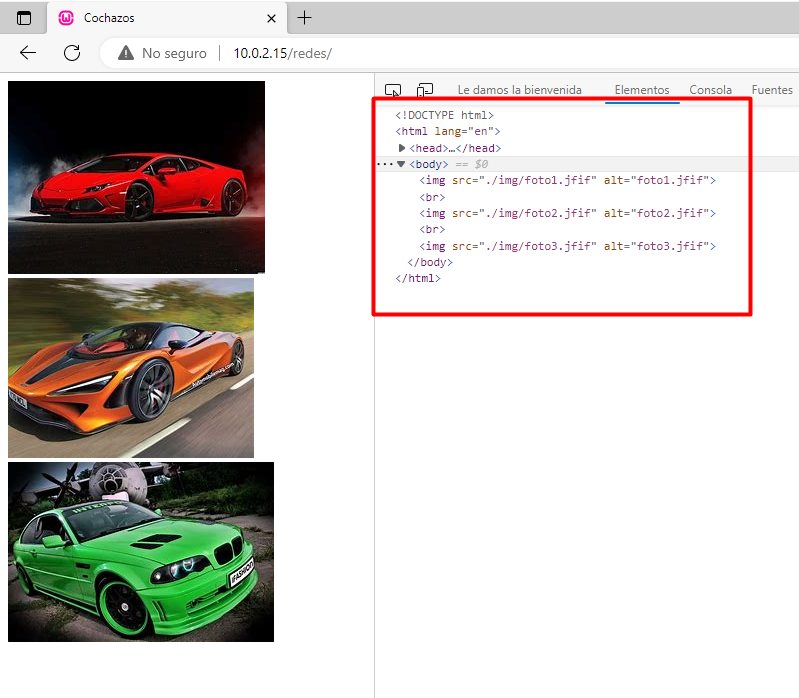 Cochazos
No seguro
10.0.2.15/redes/
Le damos la bienvenida Elementos Consola Fuentes
<!DOCTYPE html>
<html lang="en">
<head>…</head>
<body> == $0
<img src="./img/foto1.jfif" alt="foto1.jfif">
<br>
<img src="./img/foto2.jfif" alt="foto2.jfif">
<br>
<img src="./img/foto3.jfif" alt="foto3.jfif">
</body>
</html>